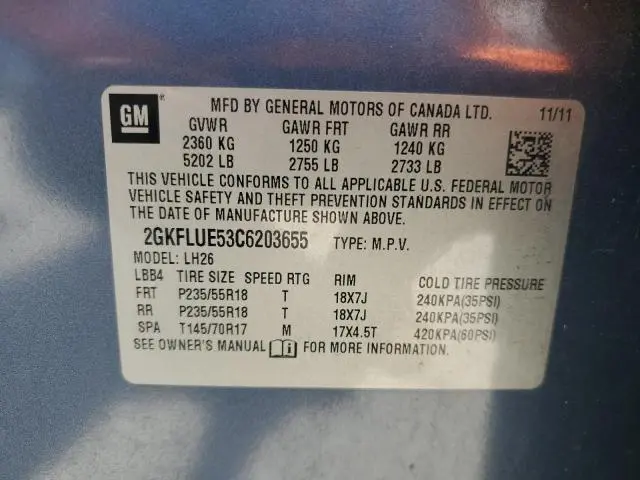 GM
MFD BY GENERAL MOTORS OF CANADA LTD. 11/11
GVWR GAWR FRT GAWR RR
2360 KG 1250 KG 1240 KG
5202 LB 2755 LB 2733 LB
THIS VEHICLE CONFORMS TO ALL APPLICABLE U.S. FEDERAL MOTOR
VEHICLE SAFETY AND THEFT PREVENTION STANDARDS IN EFFECT ON
THE DATE OF MANUFACTURE SHOWN ABOVE.
2GKFLUE53C6203655 TYPE: M.P.V.
MODEL: LH26
LBB4 TIRE SIZE SPEED RTG RIM COLD TIRE PRESSURE
FRT P235/55R18 T 18X7J 240KPA(35PSI)
RR P235/55R18 T 18X7J 240KPA(35PSI)
SPA T145/70R17 M 17X4.5T 420KPA(60PSI)
SEE OWNER'S MANUAL i FOR MORE INFORMATION.